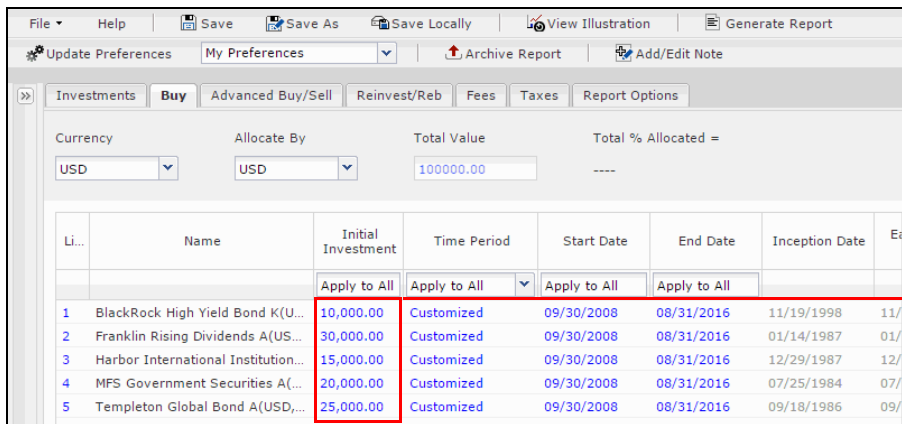 File Help Save Save As Save Locally View Illustration Generate Report
Update Preferences My Preferences Archive Report Add/Edit Note
Investments Buy Advanced Buy/Sell Reinvest/Reb Fees Taxes Report Options
Currency Allocate By Total Value Total % Allocated =
USD USD 100000.00 ----
Li... Name Initial Investment Time Period Start Date End Date Inception Date Ea
Apply to All Apply to All Apply to All Apply to All
1 BlackRock High Yield Bond K(U... 10,000.00 Customized 09/30/2008 08/31/2016 11/19/1998 11/
2 Franklin Rising Dividends A(US... 30,000.00 Customized 09/30/2008 08/31/2016 01/14/1987 01/
3 Harbor International Institution... 15,000.00 Customized 09/30/2008 08/31/2016 12/29/1987 12/
4 MFS Government Securities A(... 20,000.00 Customized 09/30/2008 08/31/2016 07/25/1984 07/
5 Templeton Global Bond A(USD,... 25,000.00 Customized 09/30/2008 08/31/2016 09/18/1986 09/